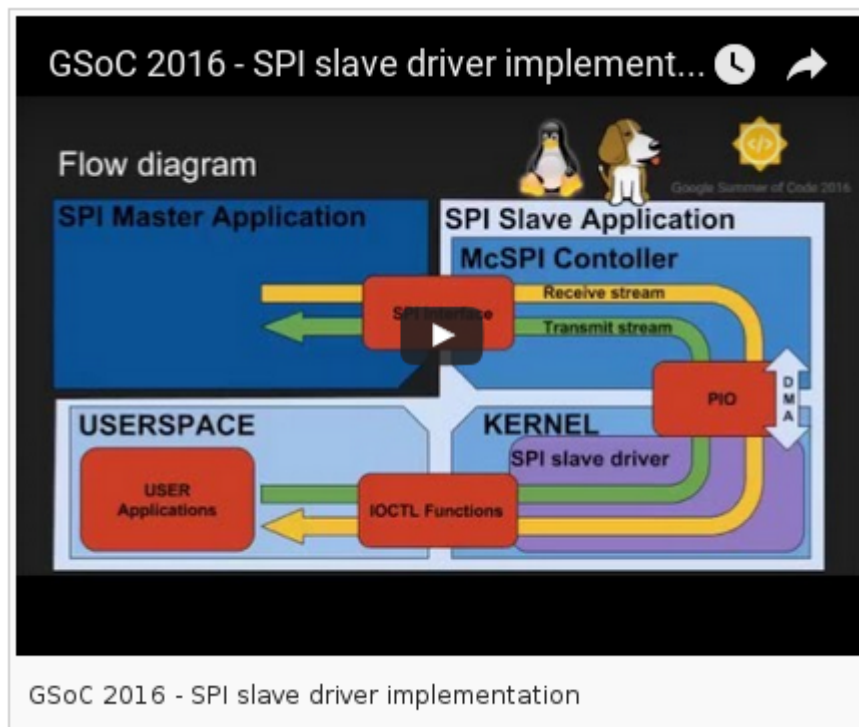 GSoC 2016 - SPI slave driver implement...
Flow diagram
</>
Google Summer of Code 2016
SPI Master Application
SPI Slave Application
McSPI Contoller
SPI Interface
Receive stream
Transmit stream
PIO
DMA
USERSPACE
KERNEL
SPI slave driver
USER
Applications
IOCTL Functions
GSoC 2016 - SPI slave driver implementation